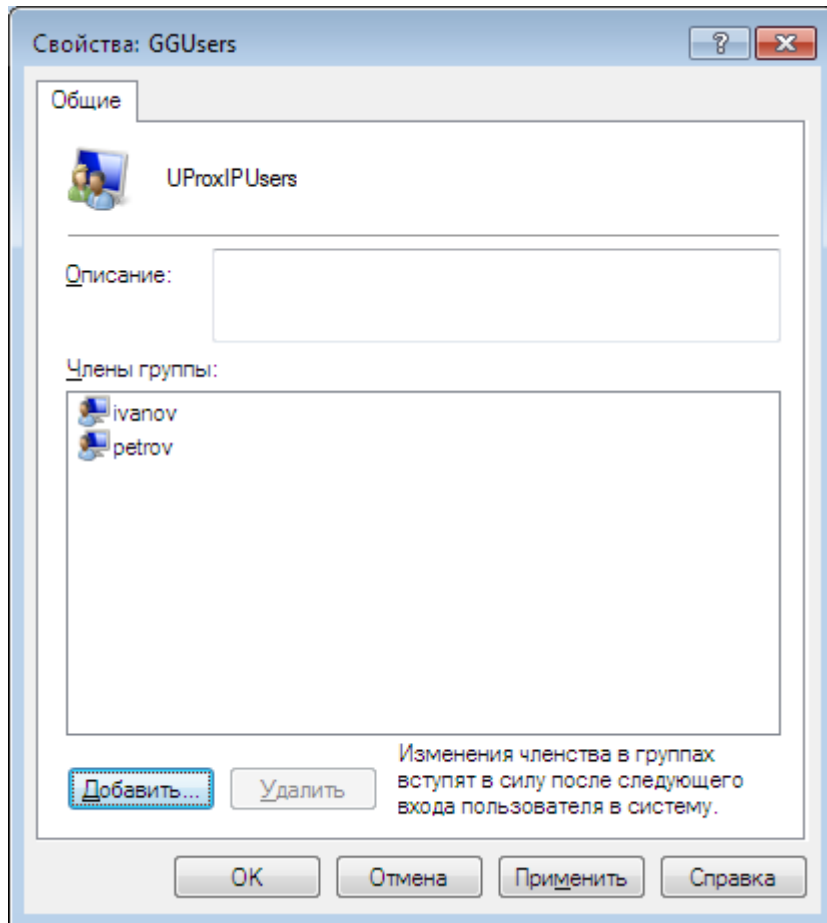 Свойства: GGUsers
?
Общие
UProxIPUsers
Описание:
Члены группы:
ivanov
petrov
Добавить...
Удалить
Изменения членства в группах
вступят в силу после следующего
входа пользователя в систему.
OK
Отмена
Применить
Справка